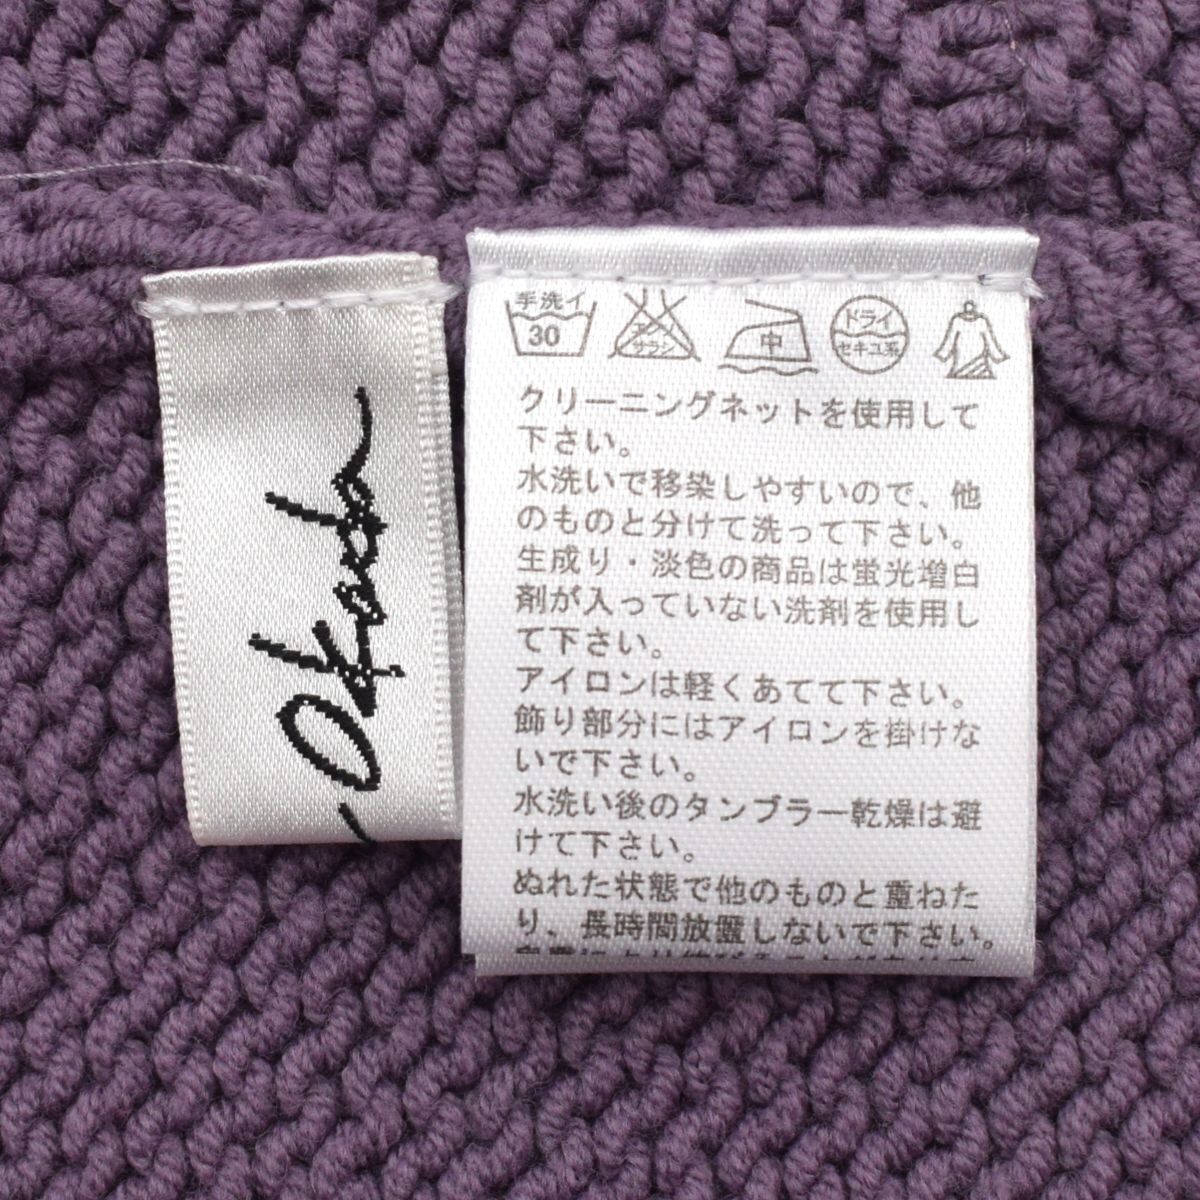 Okada
手洗イ
30
エンソ
サラシ
中
ドライ
セキユ系
クリーニングネットを使用して
下さい。
水洗いで移染しやすいので、他
のものと分けて洗って下さい。
生成り・淡色の商品は蛍光増白
剤が入っていない洗剤を使用し
て下さい。
アイロンは軽くあてて下さい。
飾り部分にはアイロンを掛けな
いで下さい。
水洗い後のタンブラー乾燥は避
けて下さい。
ぬれた状態で他のものと重ねた
り、長時間放置しないで下さい。